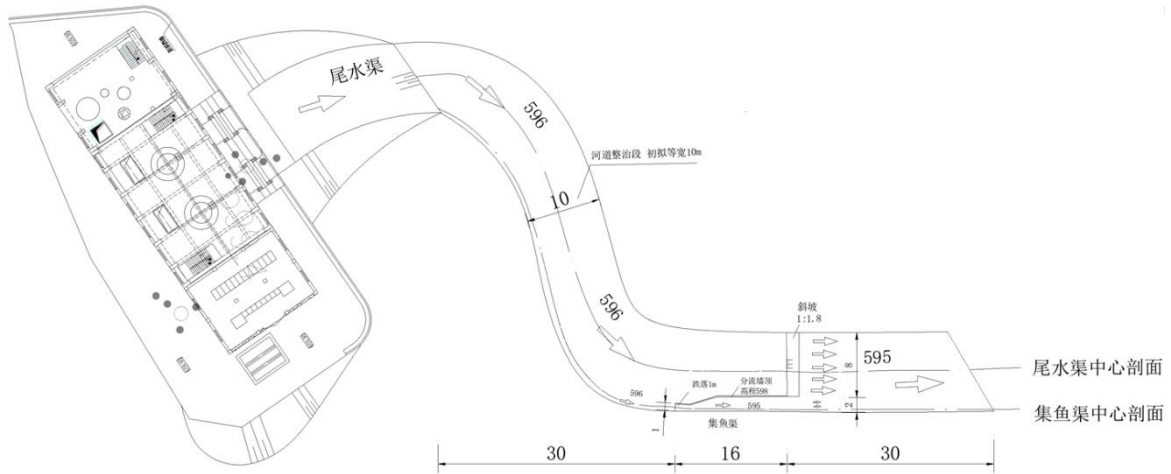 尾水渠
596
河道整治段 初拟等宽10m
10
596
斜坡
1:1.8
595
8
尾水渠中心剖面
跌落1m
分流墙顶
高程598
596
595
2
集鱼渠中心剖面
1
集鱼渠
30
16
30